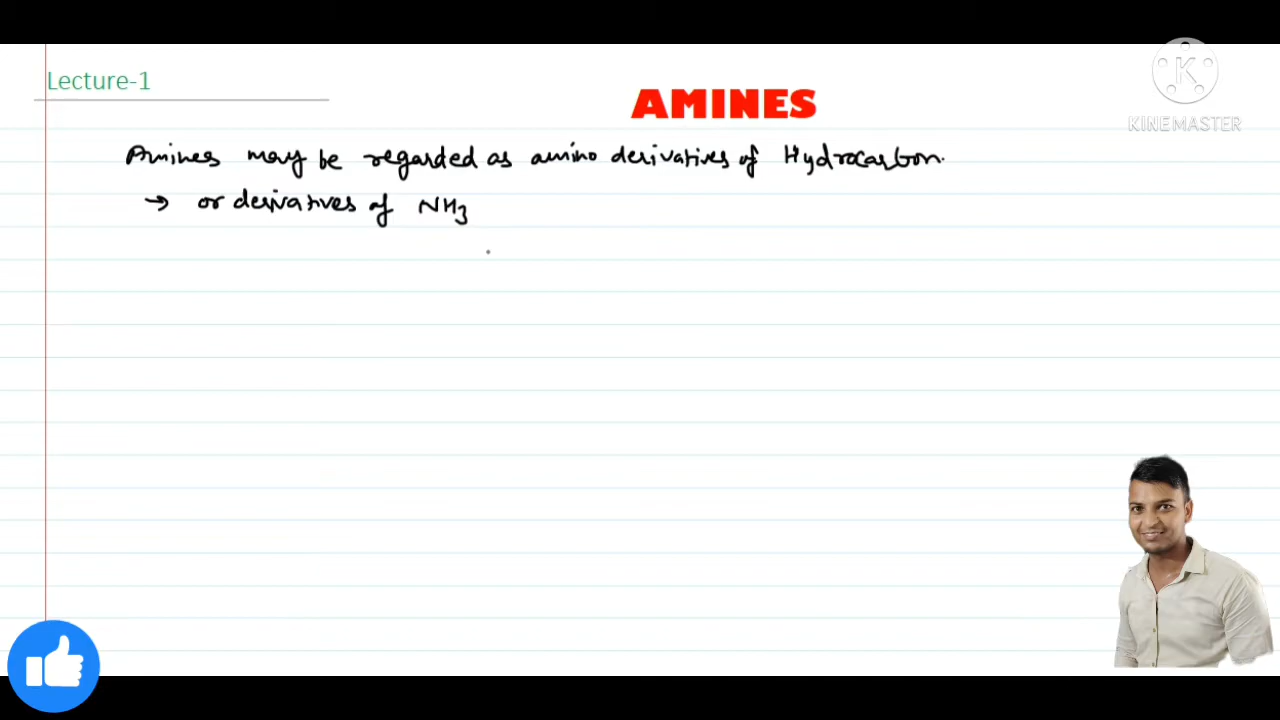 Lecture-1
AMINES
K
KINEMASTER
Amines may be regarded as amino derivatives of Hydrocarbon.
→ or derivatives of NH3